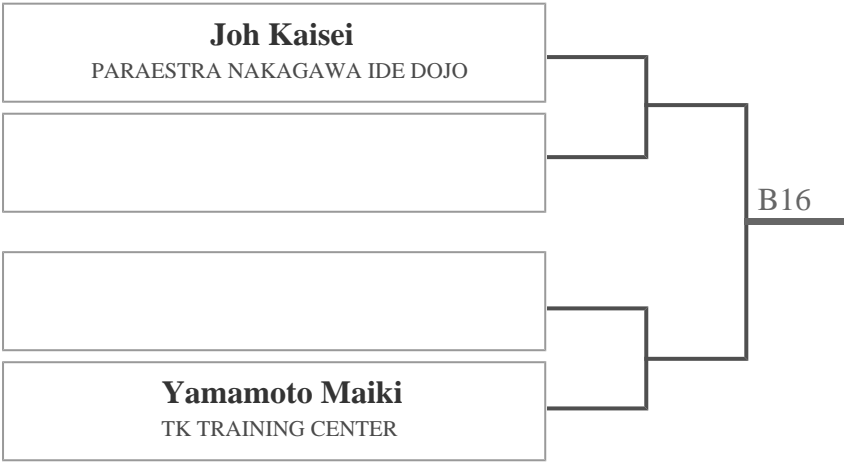 Joh Kaisei
PARAESTRA NAKAGAWA IDE DOJO
B16
Yamamoto Maiki
TK TRAINING CENTER